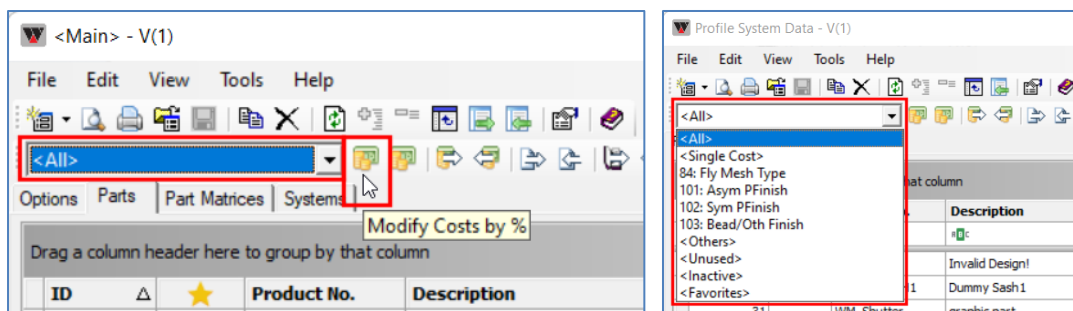 <Main> - V(1)
File Edit View Tools Help
<All>
Options Parts Part Matrices Systems
Modify Costs by %
Drag a column header here to group by that column
ID Product No. Description
Profile System Data - V(1)
File Edit View Tools Help
<All>
<All>
<Single Cost>
84: Fly Mesh Type
101: Asym PFinish
102: Sym PFinish
103: Bead/Oth Finish
<Others>
<Unused>
<Inactive>
<Favorites>
hat column
Description
Invalid Design!
Dummy Sash1